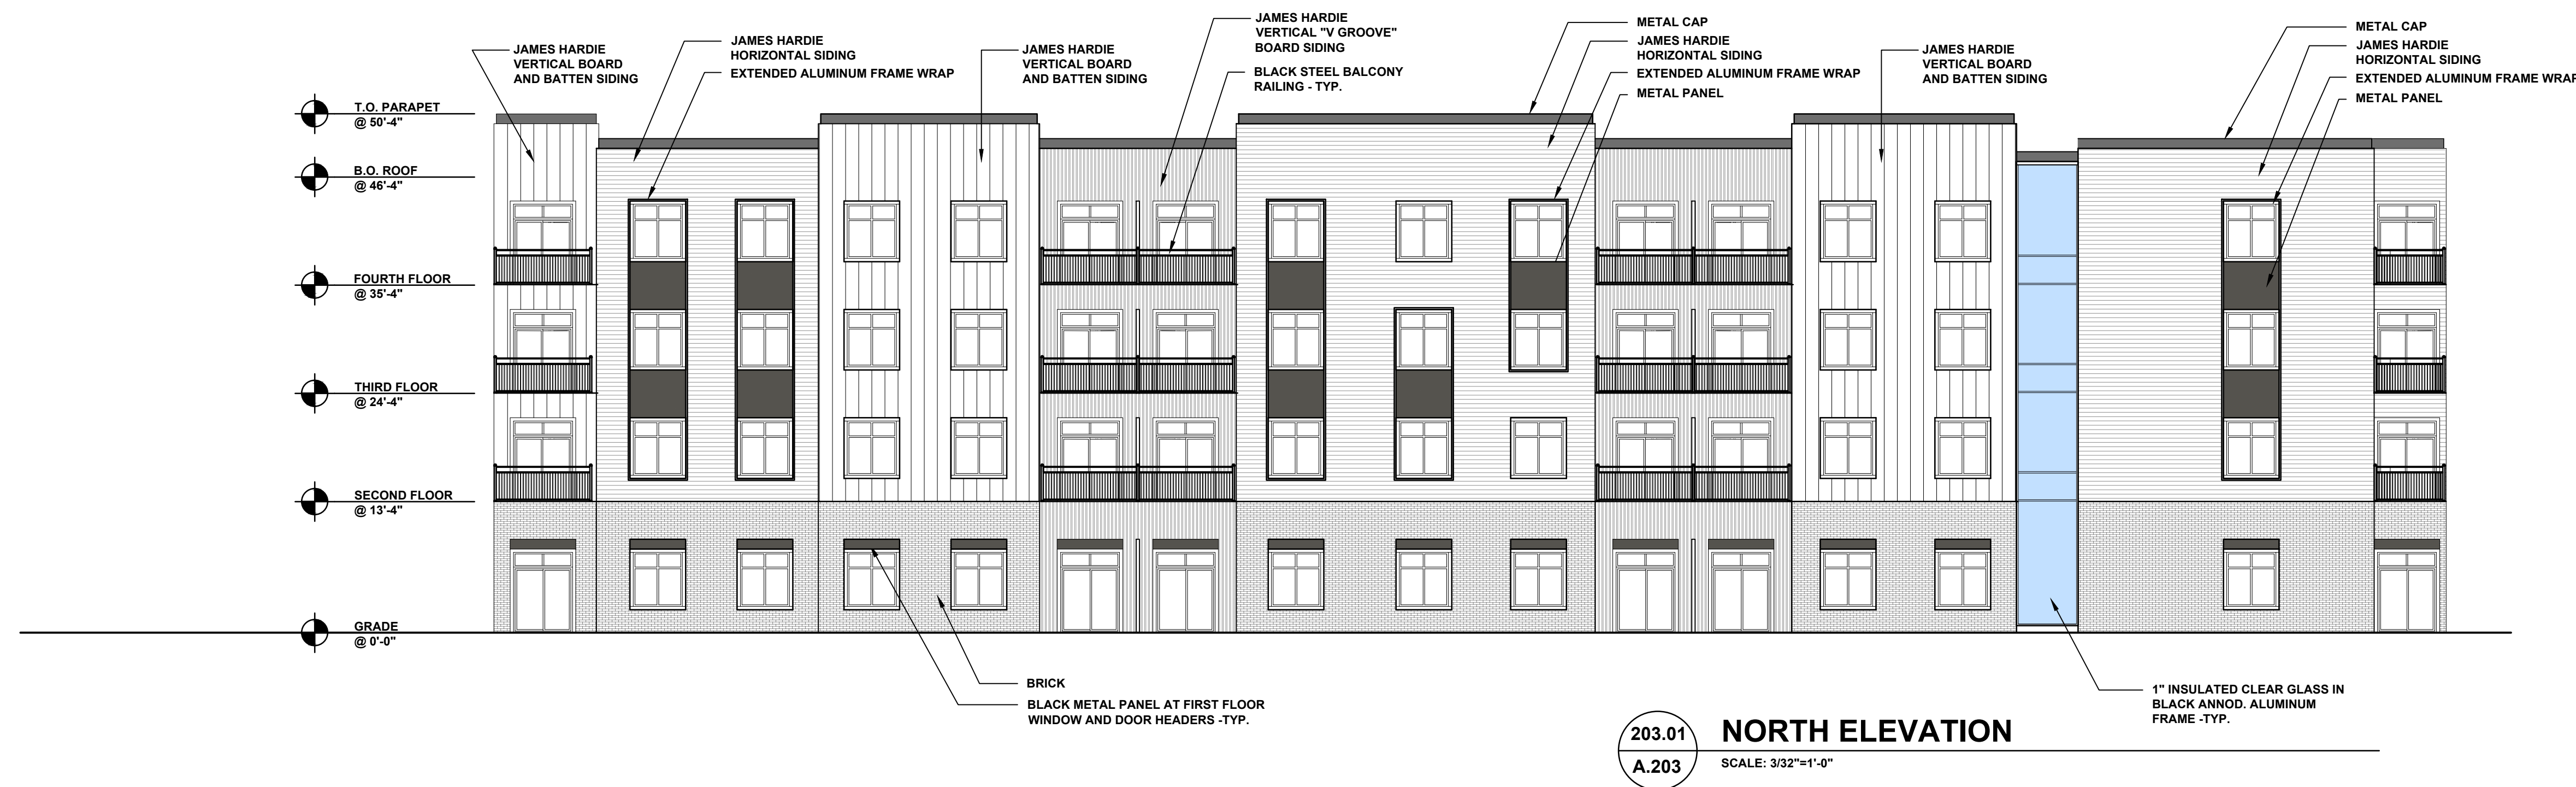 JAMES HARDIE
VERTICAL BOARD
AND BATTEN SIDING
JAMES HARDIE
HORIZONTAL SIDING
EXTENDED ALUMINUM FRAME WRAP
JAMES HARDIE
VERTICAL BOARD
AND BATTEN SIDING
JAMES HARDIE
VERTICAL "V GROOVE"
BOARD SIDING
BLACK STEEL BALCONY
RAILING - TYP.
METAL CAP
JAMES HARDIE
HORIZONTAL SIDING
EXTENDED ALUMINUM FRAME WRAP
METAL PANEL
JAMES HARDIE
VERTICAL BOARD
AND BATTEN SIDING
METAL CAP
JAMES HARDIE
HORIZONTAL SIDING
EXTENDED ALUMINUM FRAME WRAP
METAL PANEL
T.O. PARAPET
@ 50'-4"
B.O. ROOF
@ 46'-4"
FOURTH FLOOR
@ 35'-4"
THIRD FLOOR
@ 24'-4"
SECOND FLOOR
@ 13'-4"
GRADE
@ 0'-0"
BRICK
BLACK METAL PANEL AT FIRST FLOOR
WINDOW AND DOOR HEADERS -TYP.
1" INSULATED CLEAR GLASS IN
BLACK ANNOD. ALUMINUM
FRAME -TYP.
203.01
A.203
NORTH ELEVATION
SCALE: 3/32"=1'-0"